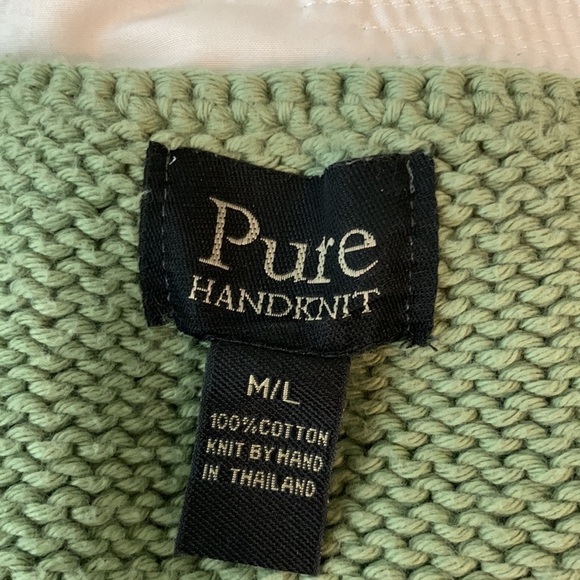 Pure
HANDKNIT
M/L
100% COTTON
KNIT BY HAND
IN THAILAND